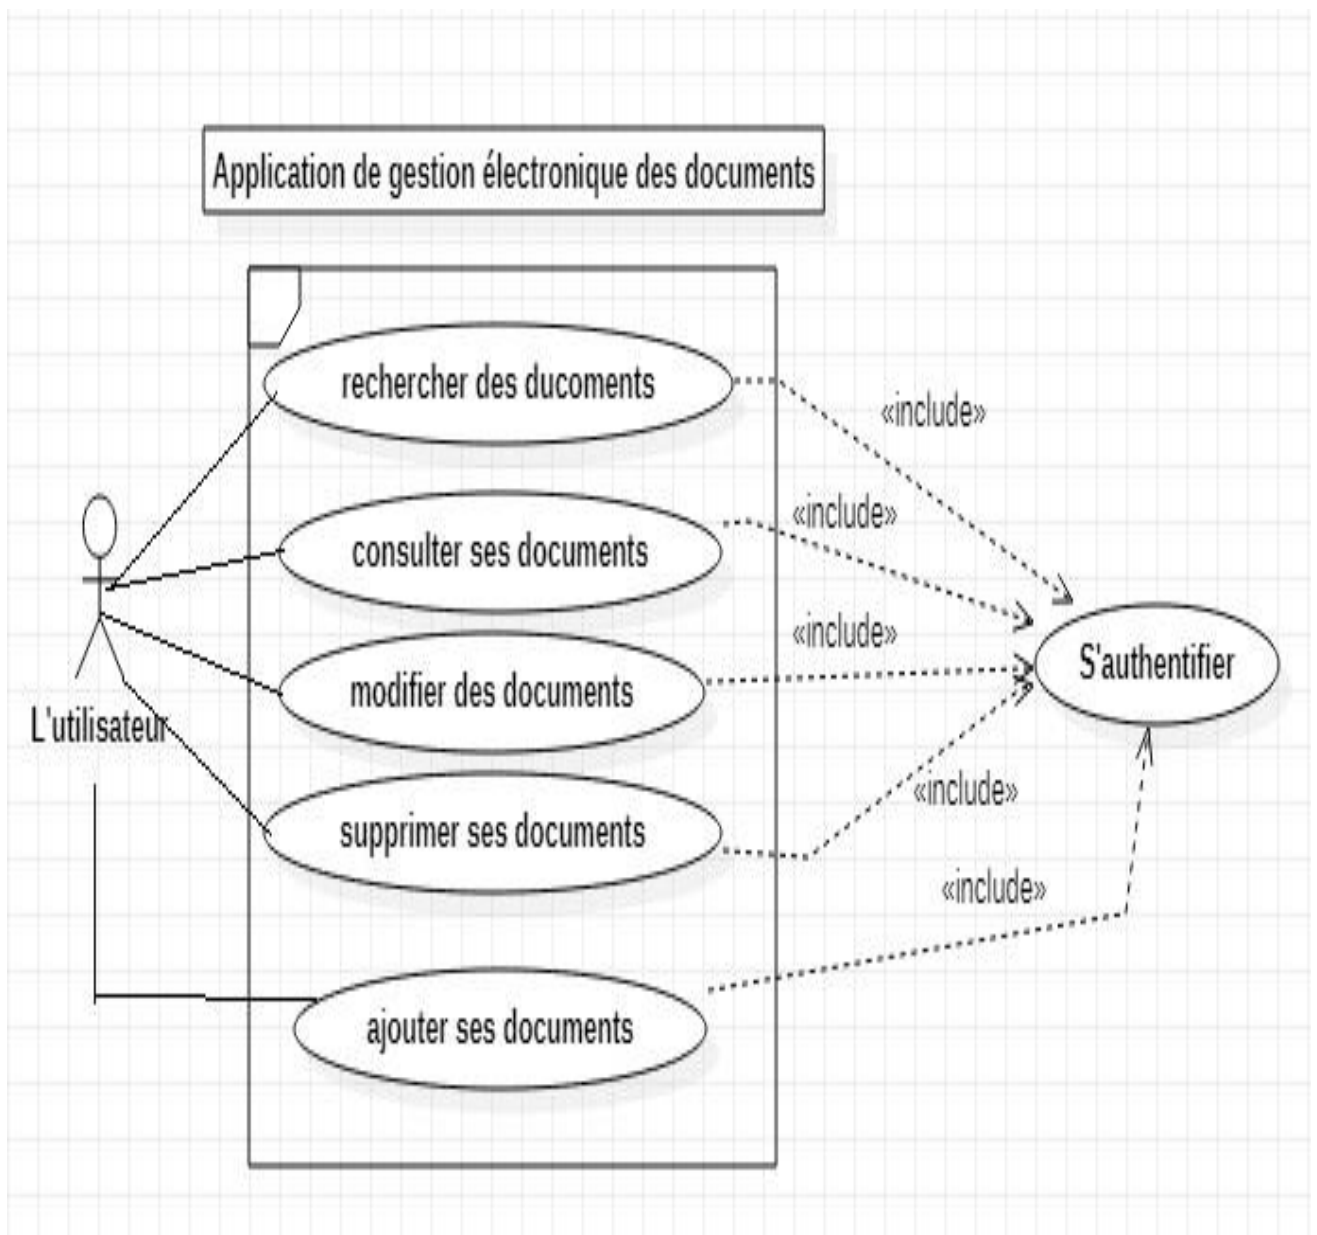 Application de gestion électronique des documents
rechercher des ducoments
«include»
consulter ses documents
«include»
«include»
modifier des documents
S'authentifier
L'utilisateur
supprimer ses documents
«include»
«include»
ajouter ses documents